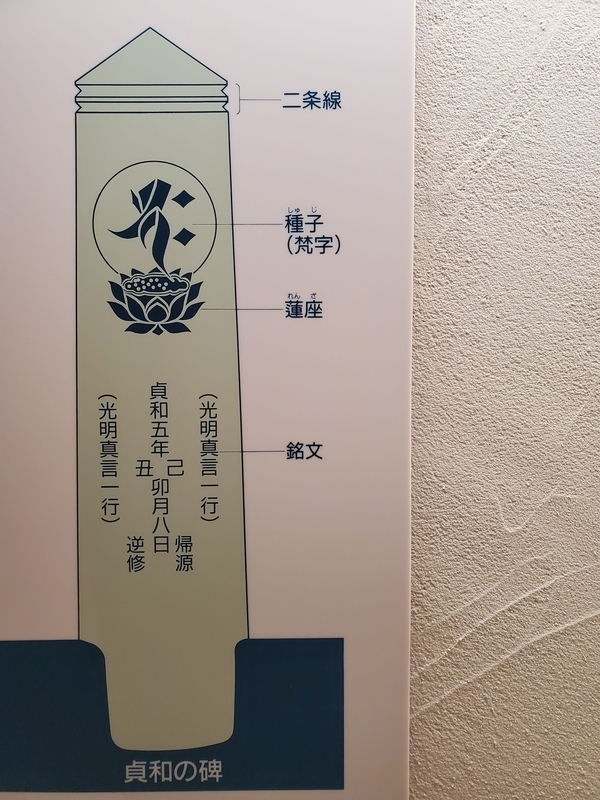 二条線
しゅ じ
種子
(梵字)
れん ざ
蓮座
(光明真言一行)
貞和五年
己
丑
卯月八日
帰源
逆修
(光明真言一行)
銘文
貞和の碑